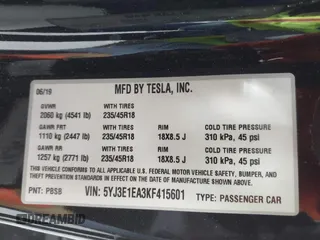 06/19 MFD BY TESLA, INC.
GVWR WITH TIRES
2060 kg (4541 lb) 235/45R18
GAWR FRT WITH TIRES RIM COLD TIRE PRESSURE
1110 kg (2447 lb) 235/45R18 18X8.5 J 310 kPa, 45 psi
GAWR RR WITH TIRES RIM COLD TIRE PRESSURE
1257 kg (2771 lb) 235/45R18 18X8.5 J 310 kPa, 45 psi
THIS VEHICLE CONFORMS TO ALL APPLICABLE U.S. FEDERAL MOTOR VEHICLE SAFETY, BUMPER, AND
THEFT PREVENTION STANDARDS IN EFFECT ON THE DATE OF MANUFACTURE SHOWN ABOVE.
PNT: PBSB VIN: 5YJ3E1EA3KF415601 TYPE: PASSENGER CAR
DREAMBID